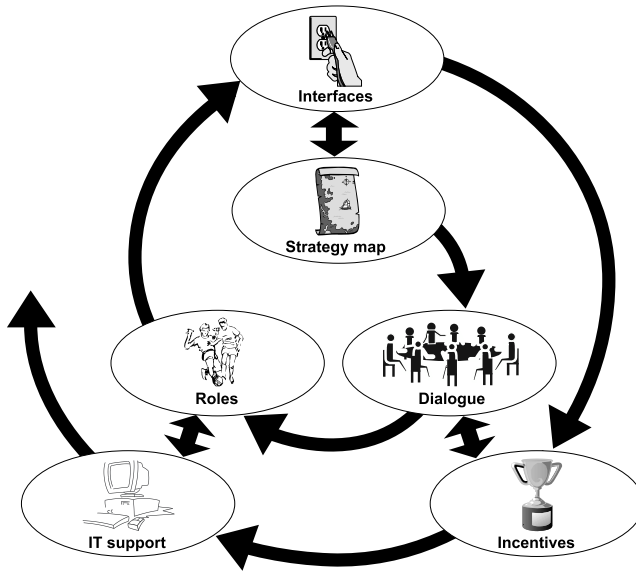 Interfaces
Strategy map
Roles
Dialogue
IT support
Incentives